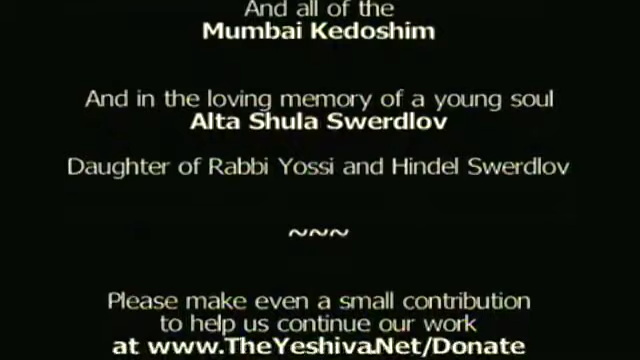 And all of the
Mumbai Kedoshim
And in the loving memory of a young soul
Alta Shula Swerdlov
Daughter of Rabbi Yossi and Hindel Swerdlov
~~~
Please make even a small contribution
to help us continue our work
at www.TheYeshiva.Net/Donate